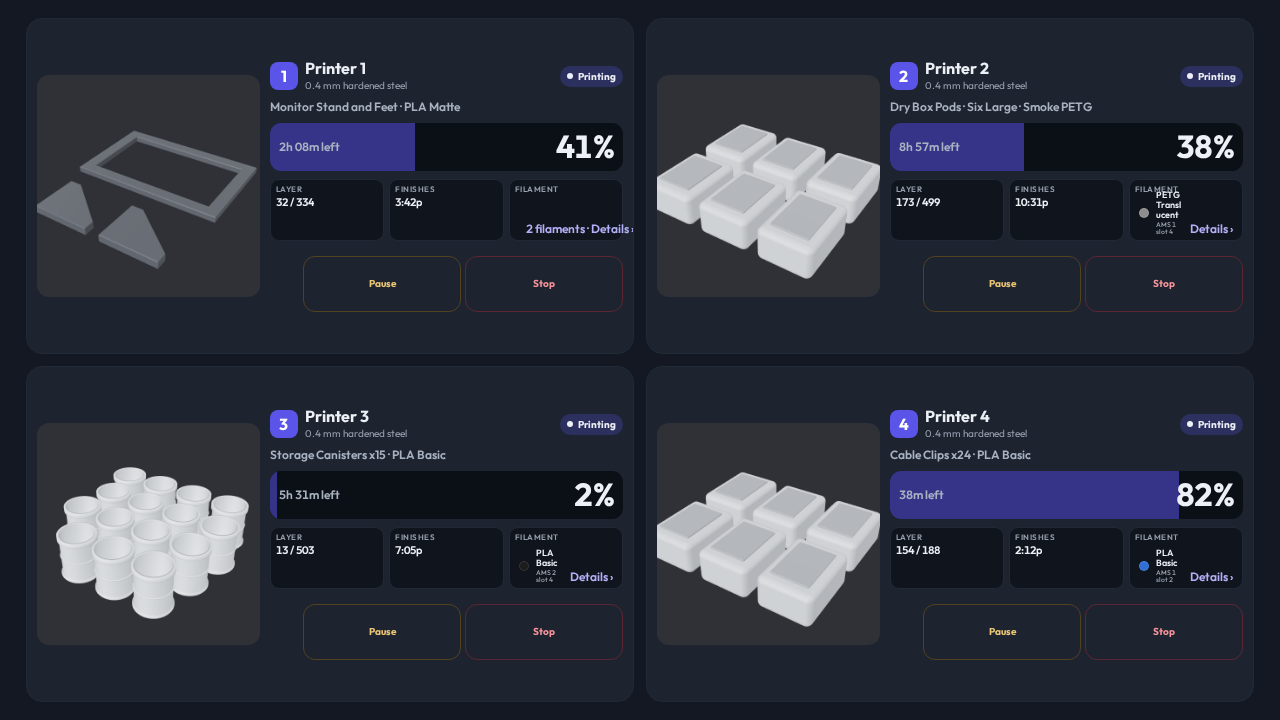 1
Printer 1
0.4 mm hardened steel
Printing
Monitor Stand and Feet · PLA Matte
2h 08m left
41%
LAYER
32 / 334
FINISHES
3:42p
FILAMENT
2 filaments · Details ›
Pause
Stop
2
Printer 2
0.4 mm hardened steel
Printing
Dry Box Pods · Six Large · Smoke PETG
8h 57m left
38%
LAYER
173 / 499
FINISHES
10:31p
FILAMENT
PETG
Transl
ucent
AMS 1
slot 4
Details ›
Pause
Stop
3
Printer 3
0.4 mm hardened steel
Printing
Storage Canisters x15 · PLA Basic
5h 31m left
2%
LAYER
13 / 503
FINISHES
7:05p
FILAMENT
PLA
Basic
AMS 2
slot 4
Details ›
Pause
Stop
4
Printer 4
0.4 mm hardened steel
Printing
Cable Clips x24 · PLA Basic
38m left
82%
LAYER
154 / 188
FINISHES
2:12p
FILAMENT
PLA
Basic
AMS 1
slot 2
Details ›
Pause
Stop